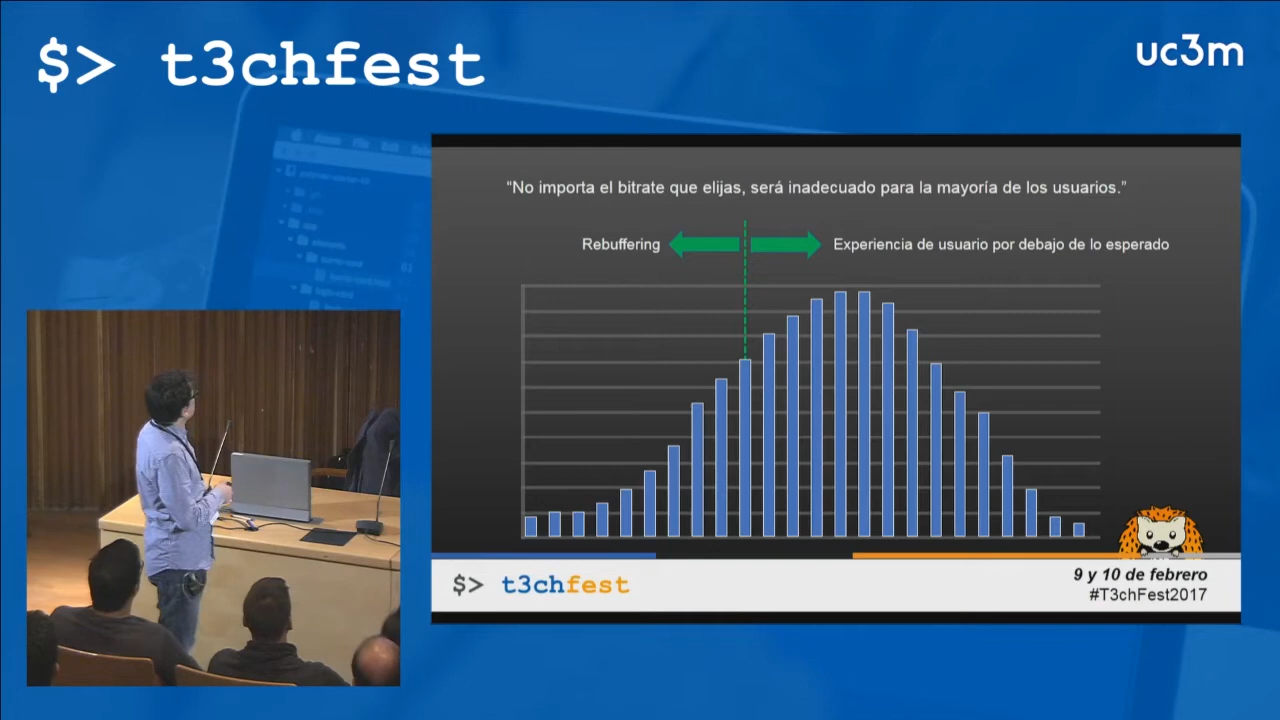 $> t3chfest
uc3m
“No importa el bitrate que elijas, será inadecuado para la mayoría de los usuarios.”
Rebuffering
Experiencia de usuario por debajo de lo esperado
$> t3chfest
9 y 10 de febrero
#T3chFest2017